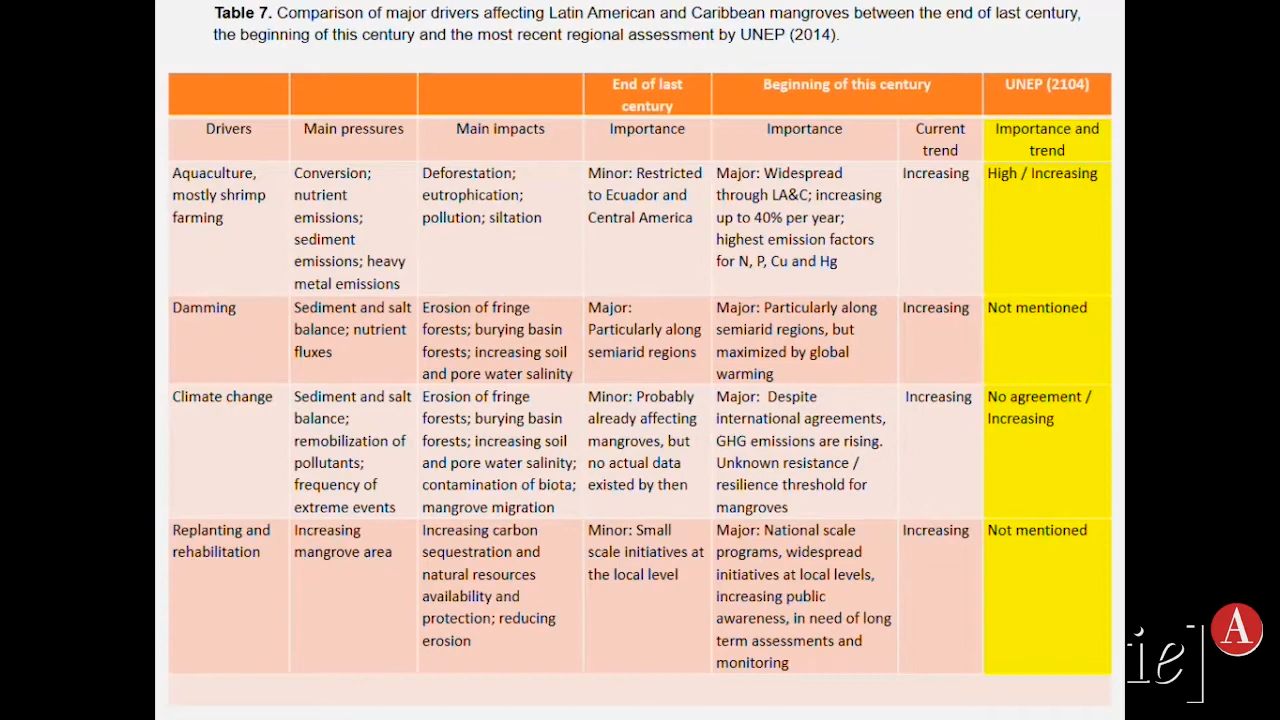 Table 7. Comparison of major drivers affecting Latin American and Caribbean mangroves between the end of last century,
the beginning of this century and the most recent regional assessment by UNEP (2014).
End of last
century
Beginning of this century
UNEP (2104)
Drivers
Main pressures
Main impacts
Importance
Importance
Current
trend
Importance and
trend
Aquaculture,
mostly shrimp
farming
Conversion;
nutrient
emissions;
sediment
emissions; heavy
metal emissions
Deforestation;
eutrophication;
pollution; siltation
Minor: Restricted
to Ecuador and
Central America
Major: Widespread
through LA&C; increasing
up to 40% per year;
highest emission factors
for N, P, Cu and Hg
Increasing
High / Increasing
Damming
Sediment and salt
balance; nutrient
fluxes
Erosion of fringe
forests; burying basin
forests; increasing soil
and pore water salinity
Major:
Particularly along
semiarid regions
Major: Particularly along
semiarid regions, but
maximized by global
warming
Increasing
Not mentioned
Climate change
Sediment and salt
balance;
remobilization of
pollutants;
frequency of
extreme events
Erosion of fringe
forests; burying basin
forests; increasing soil
and pore water salinity;
contamination of biota;
mangrove migration
Minor: Probably
already affecting
mangroves, but
no actual data
existed by then
Major: Despite
international agreements,
GHG emissions are rising.
Unknown resistance /
resilience threshold for
mangroves
Increasing
No agreement /
Increasing
Replanting and
rehabilitation
Increasing
mangrove area
Increasing carbon
sequestration and
natural resources
availability and
protection; reducing
erosion
Minor: Small
scale initiatives at
the local level
Major: National scale
programs, widespread
initiatives at local levels,
increasing public
awareness, in need of long
term assessments and
monitoring
Increasing
Not mentioned
A
ie]